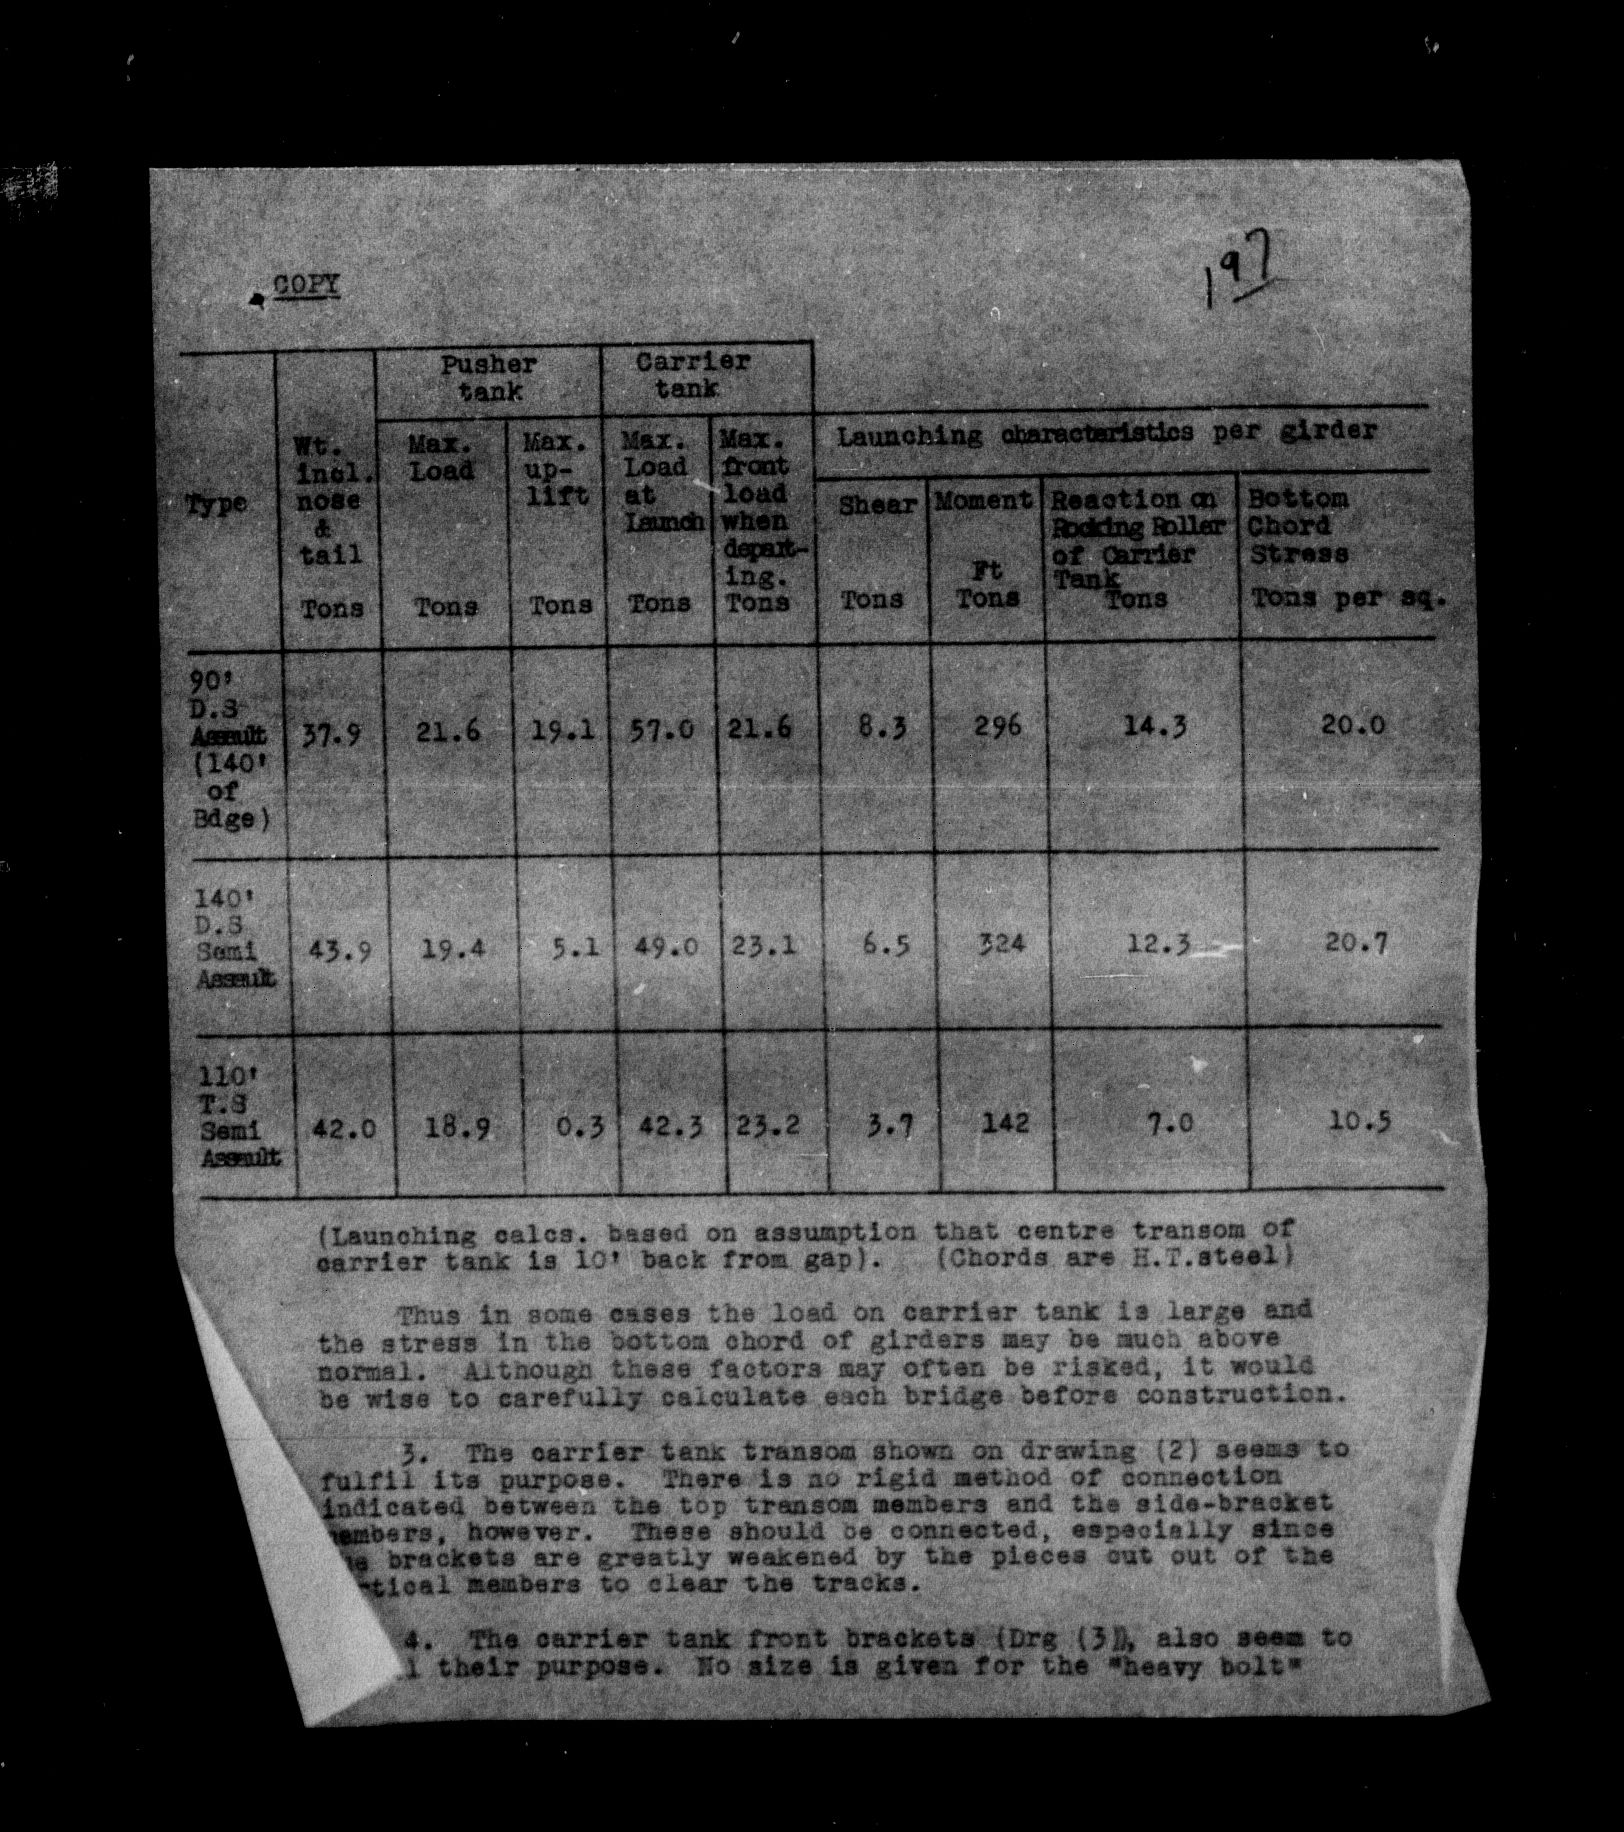 COPY
197
Type
Wt. incl. nose & tail Tons
Pusher tank
Max. Load Tons
Max. up-lift Tons
Carrier tank
Max. Load at Launch Tons
Max. front load when depart-ing. Tons
Launching characteristics per girder
Shear Tons
Moment Ft Tons
Reaction on Rocking Roller of Carrier Tank Tons
Bottom Chord Stress Tons per sq.
90' D.S Assault (140' of Bdge) 37.9 21.6 19.1 57.0 21.6 8.3 296 14.3 20.0
140' D.S Semi Assault 43.9 19.4 5.1 49.0 23.1 6.5 324 12.3 20.7
110' T.S Semi Assault 42.0 18.9 0.3 42.3 23.2 3.7 142 7.0 10.5
(Launching calcs. based on assumption that centre transom of
carrier tank is 10' back from gap). (Chords are H.T.steel)
Thus in some cases the load on carrier tank is large and
the stress in the bottom chord of girders may be much above
normal. Although these factors may often be risked, it would
be wise to carefully calculate each bridge before construction.
3. The carrier tank transom shown on drawing (2) seems to
fulfil its purpose. There is no rigid method of connection
indicated between the top transom members and the side-bracket
embers, however. These should be connected, especially since
e brackets are greatly weakened by the pieces cut out of the
tical members to clear the tracks.
4. The carrier tank front brackets (Drg (3)), also seem to
l their purpose. No size is given for the "heavy bolt"